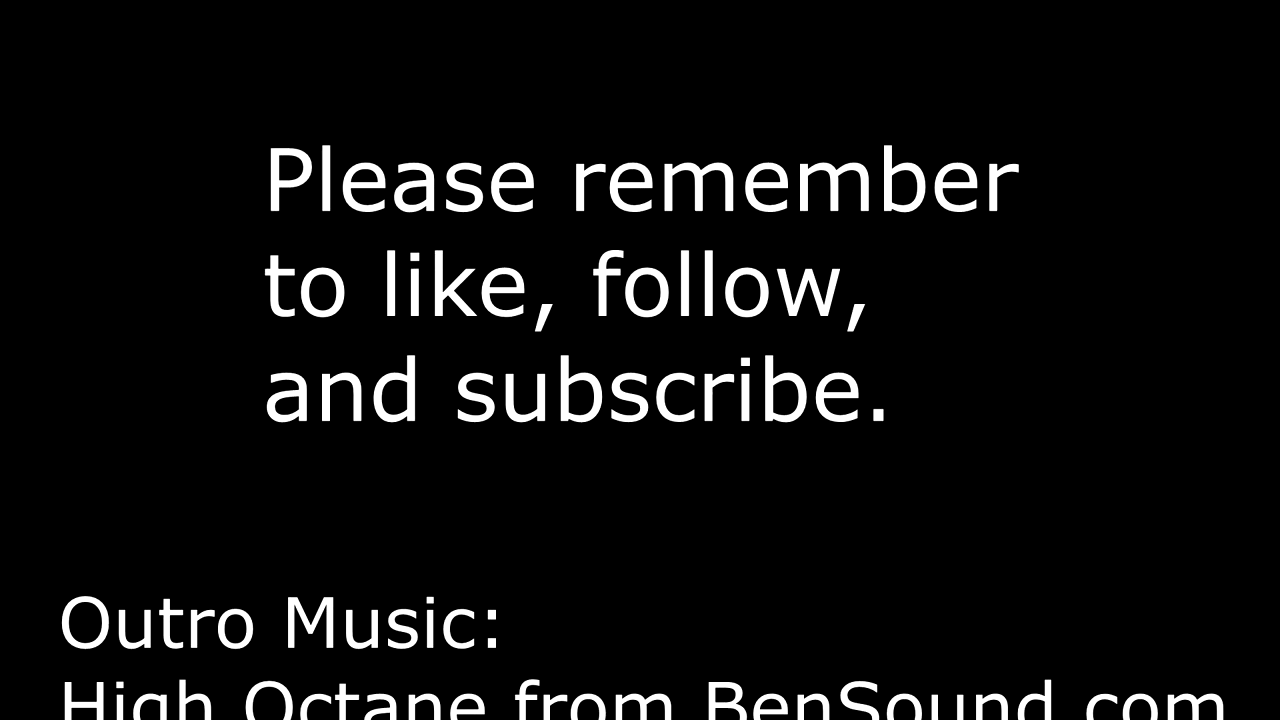 Please remember
to like, follow,
and subscribe.
Outro Music:
High Octane from BenSound.com